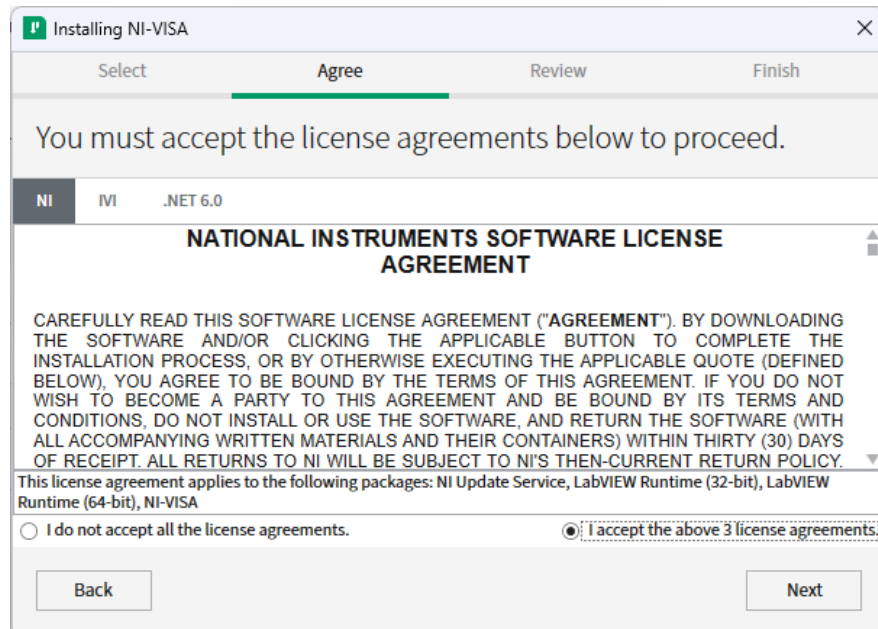 Installing NI-VISA
Select Agree Review Finish
You must accept the license agreements below to proceed.
NI IVI .NET 6.0
NATIONAL INSTRUMENTS SOFTWARE LICENSE
AGREEMENT
CAREFULLY READ THIS SOFTWARE LICENSE AGREEMENT ("AGREEMENT"). BY DOWNLOADING
THE SOFTWARE AND/OR CLICKING THE APPLICABLE BUTTON TO COMPLETE THE
INSTALLATION PROCESS, OR BY OTHERWISE EXECUTING THE APPLICABLE QUOTE (DEFINED
BELOW), YOU AGREE TO BE BOUND BY THE TERMS OF THIS AGREEMENT. IF YOU DO NOT
WISH TO BECOME A PARTY TO THIS AGREEMENT AND BE BOUND BY ITS TERMS AND
CONDITIONS, DO NOT INSTALL OR USE THE SOFTWARE, AND RETURN THE SOFTWARE (WITH
ALL ACCOMPANYING WRITTEN MATERIALS AND THEIR CONTAINERS) WITHIN THIRTY (30) DAYS
OF RECEIPT. ALL RETURNS TO NI WILL BE SUBJECT TO NI'S THEN-CURRENT RETURN POLICY.
This license agreement applies to the following packages: NI Update Service, LabVIEW Runtime (32-bit), LabVIEW
Runtime (64-bit), NI-VISA
I do not accept all the license agreements. I accept the above 3 license agreements.
Back Next